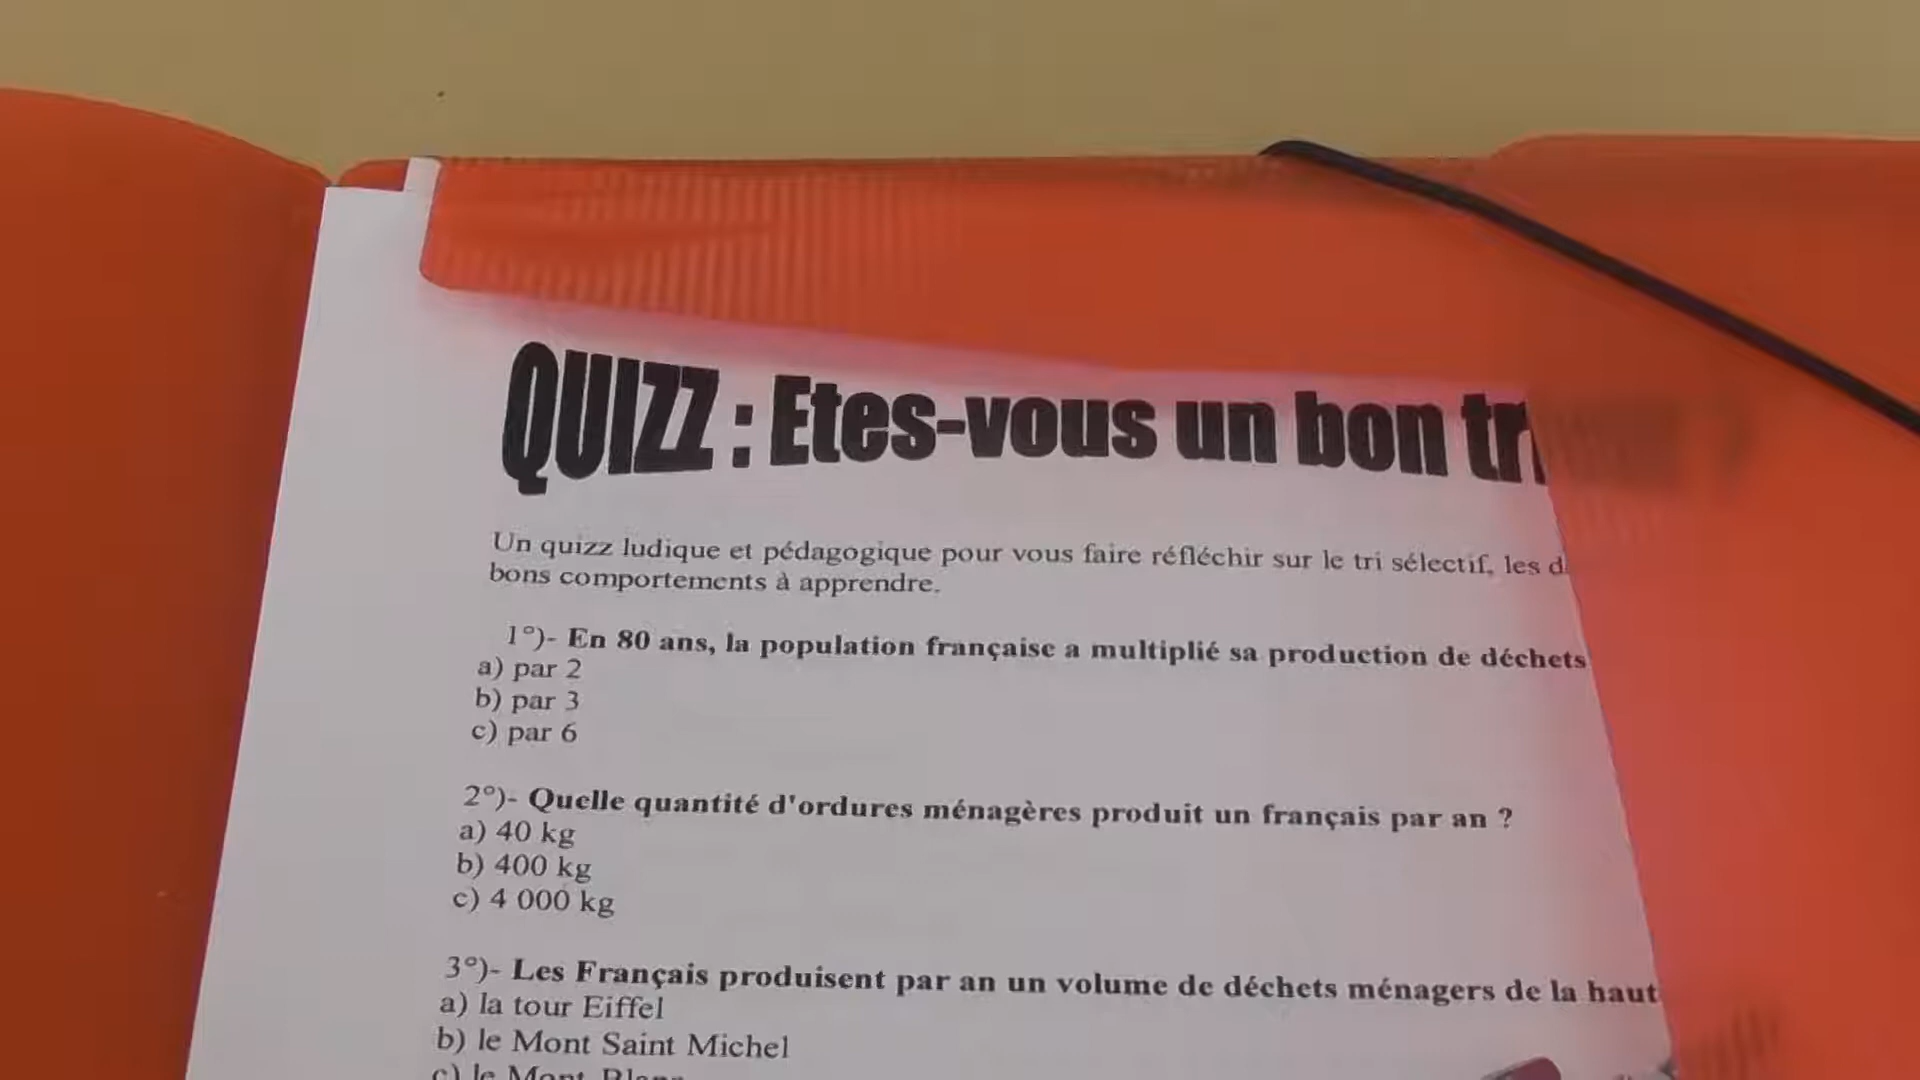 QUIZZ : Etes-vous un bon
Un quizz ludique et pédagogique pour vous faire réfléchir sur le tri sélectif, les
bons comportements à apprendre.
1°)- En 80 ans, la population française a multiplié sa production de déchets
a) par 2
b) par 3
c) par 6
2°)- Quelle quantité d'ordures ménagères produit un français par an ?
a) 40 kg
b) 400 kg
c) 4 000 kg
3°)- Les Français produisent par an un volume de déchets ménagers de la
a) la tour Eiffel
b) le Mont Saint Michel
c) le Mont